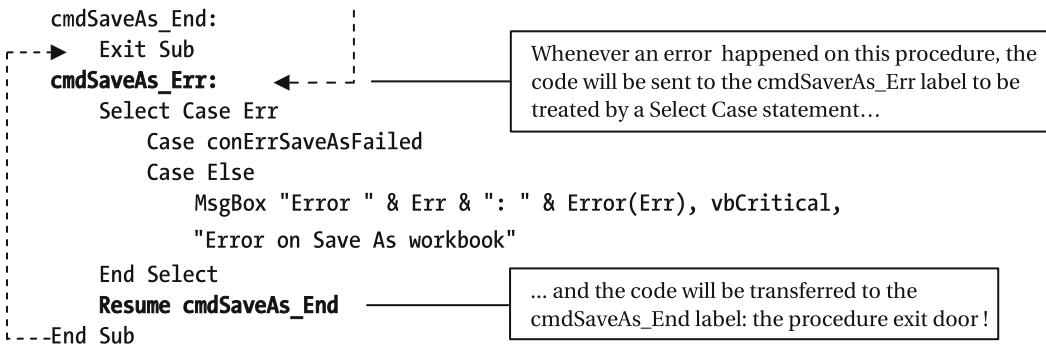 cmdSaveAs_End:
Exit Sub
cmdSaveAs_Err:
Select Case Err
Case conErrSaveAsFailed
Case Else
MsgBox "Error " & Err & ": " & Error(Err), vbCritical,
"Error on Save As workbook"
End Select
Resume cmdSaveAs_End
End Sub
Whenever an error happened on this procedure, the
code will be sent to the cmdSaverAs_Err label to be
treated by a Select Case statement…
... and the code will be transferred to the
cmdSaveAs_End label: the procedure exit door !